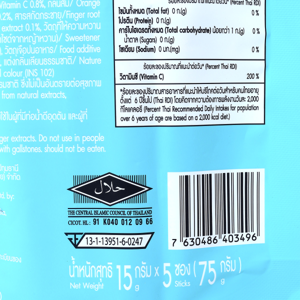 Vitamin C 0.8%, กลิ่นส้ม/ Orange
0.2%, สารสกัดกระชาย/Finger root
extract 0.1%, วัตถุที่ให้ความหวาน
Sweetener
วัตถุเจือปนอาหาร/ Food additive
แต่งกลิ่นเลียนธรรมชาติ/ Nature
colour (INS 102)
from natural extracts,
ginger extracts. Do not use in people
with gallstones. should not be eaten.
ไขมันทั้งหมด (Total fat) 0 ก.(g)
โปรตีน (Protein) 0 ก.(g)
คาร์โบไฮเดรตทั้งหมด (Total carbohydrate) น้อยกว่า 1 ก.(g)
น้ำตาล (Sugars) 0 ก.(g)
โซเดียม (Sodium) 0 มก.(mg)
ร้อยละของปริมาณที่แนะนำต่อวัน* (Percent Thai RDI)
วิตามินซี (Vitamin C) 200 %
*ร้อยละของปริมาณสารอาหารที่แนะนำให้บริโภคต่อวันสำหรับคนไทยอายุ
ตั้งแต่ 6 ปีขึ้นไป (Thai RDI) โดยคิดจากความต้องการพลังงานวันละ 2,000
กิโลแคลอรี (Percent Thai Recommended Daily Intakes for population
over 6 years of age are based on a 2,000 kcal diet.)
حلال
THE CENTRAL ISLAMIC COUNCIL OF THAILAND
CICOT. HL: 91 K040 012 09 66
อย
13-1-13951-6-0247
7630486403496
น้ำหนักสุทธิ 15 กรัม x 5 ซอง (75 กรัม)
Net Weight g Sticks g